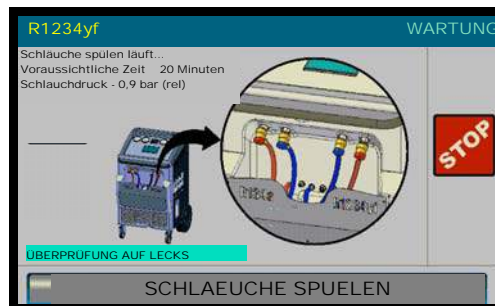 R1234yf WARTUNG
Schläuche spülen läuft...
Voraussichtliche Zeit 20 Minuten
Schlauchdruck - 0,9 bar (rel)
STOP
ÜBERPRÜFUNG AUF LECKS
SCHLAEUCHE SPUELEN